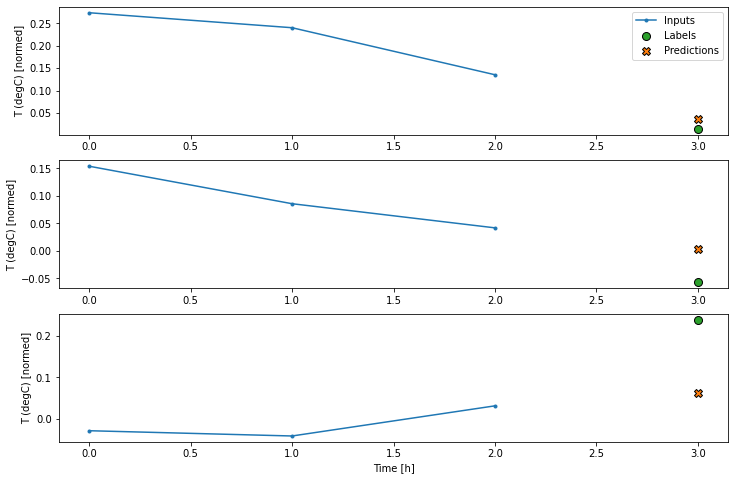 T (degC) [normed]
0.25
0.20
0.15
0.10
0.05
0.0 0.5 1.0 1.5 2.0 2.5 3.0
Inputs
Labels
Predictions
T (degC) [normed]
0.15
0.10
0.05
0.00
−0.05
0.0 0.5 1.0 1.5 2.0 2.5 3.0
T (degC) [normed]
0.2
0.1
0.0
0.0 0.5 1.0 1.5 2.0 2.5 3.0
Time [h]